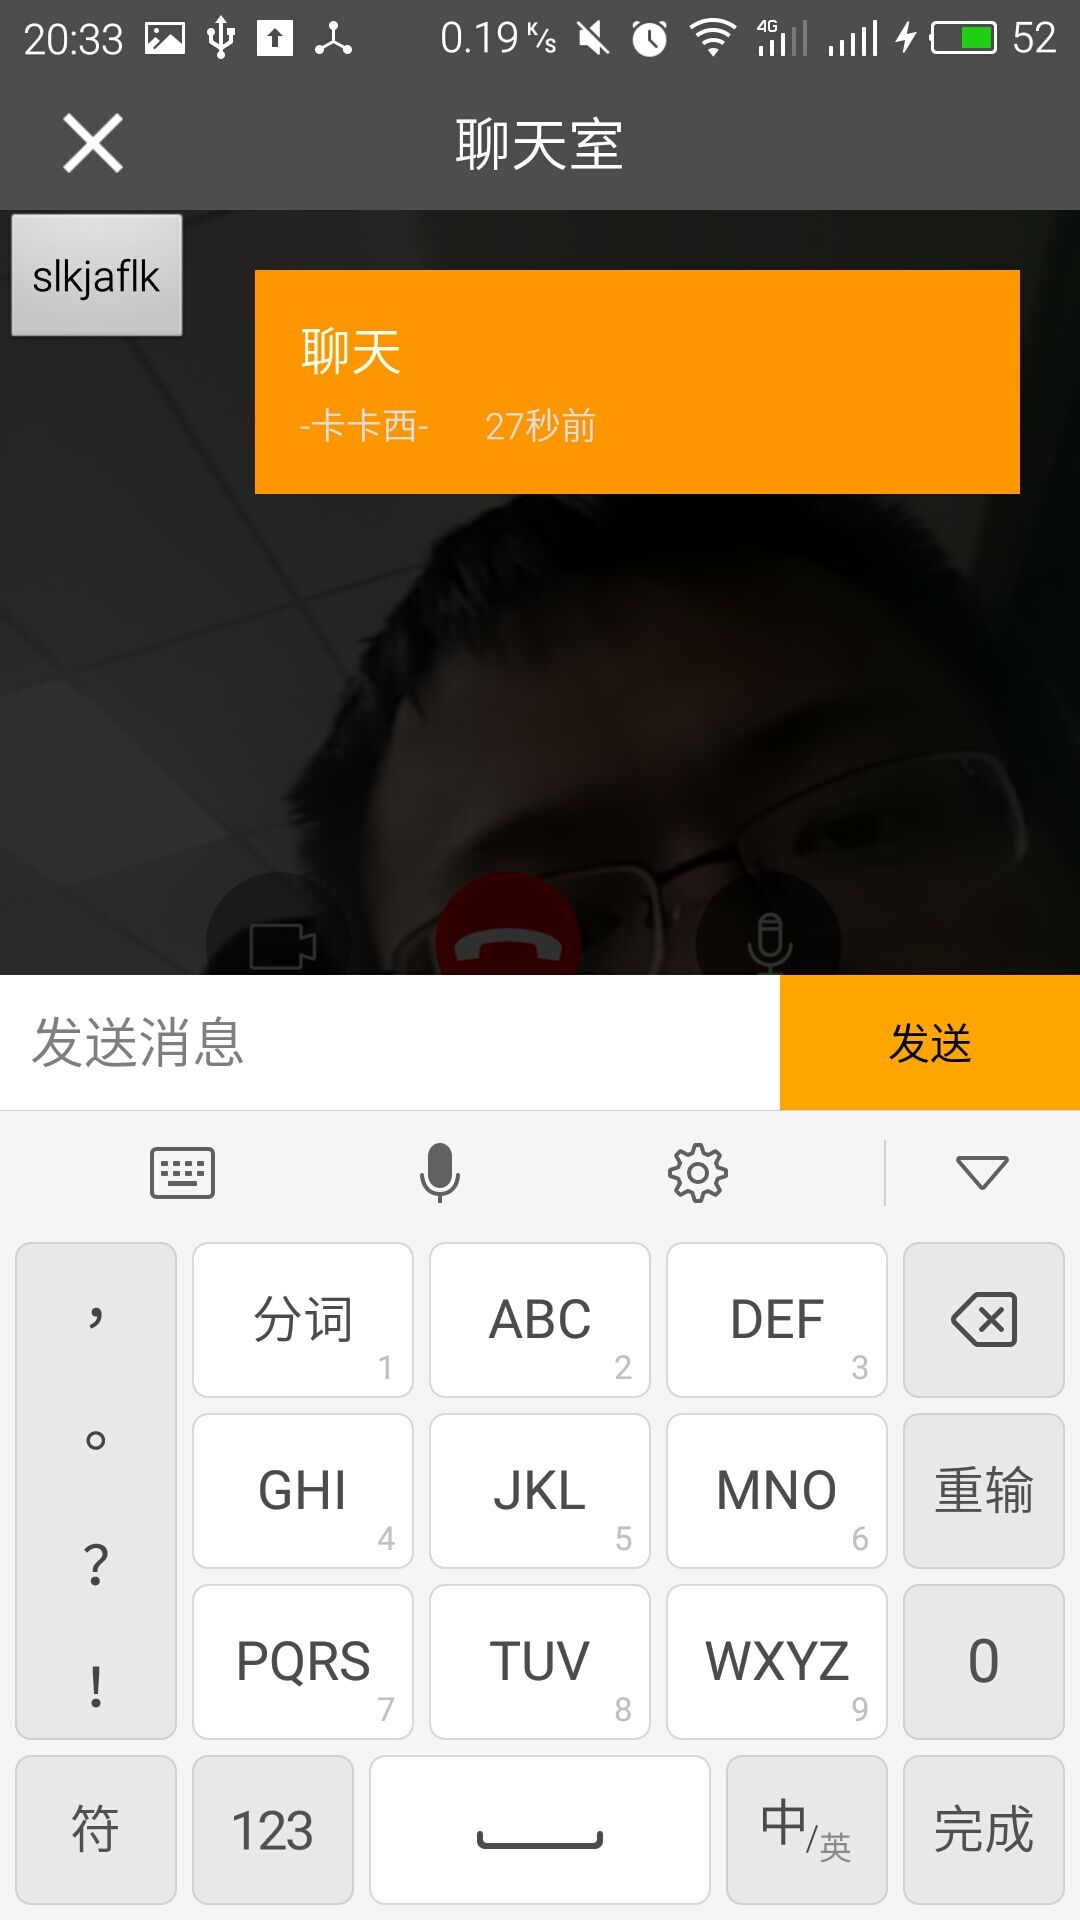 20:33 0.19 K/s 4G 52
聊天室
slkjaflk
聊天
-卡卡西- 27秒前
发送消息 发送
， 分词 1 ABC 2 DEF 3
。 GHI 4 JKL 5 MNO 6 重输
？ PQRS 7 TUV 8 WXYZ 9 0
！
符 123 中/英 完成